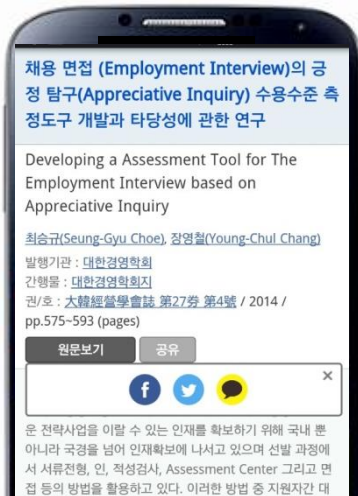 채용 면접 (Employment Interview)의 긍
정 탐구(Appreciative Inquiry) 수용수준 측
정도구 개발과 타당성에 관한 연구
Developing a Assessment Tool for The
Employment Interview based on
Appreciative Inquiry
최승규(Seung-Gyu Choe), 장영철(Young-Chul Chang)
발행기관 : 대한경영학회
간행물 : 대한경영학회지
권/호 : 大韓經營學會誌 第27券 第4號 / 2014 /
pp.575~593 (pages)
원문보기 공유
f
×
운 전략사업을 이랄 수 있는 인재를 확보하기 위해 국내 뿐
아니라 국경을 넘어 인재확보에 나서고 있으며 선발 과정에
서 서류전형, 인, 적성검사, Assessment Center 그리고 면
접 등의 방법을 활용하고 있다. 이러한 방법 중 지원자간 대